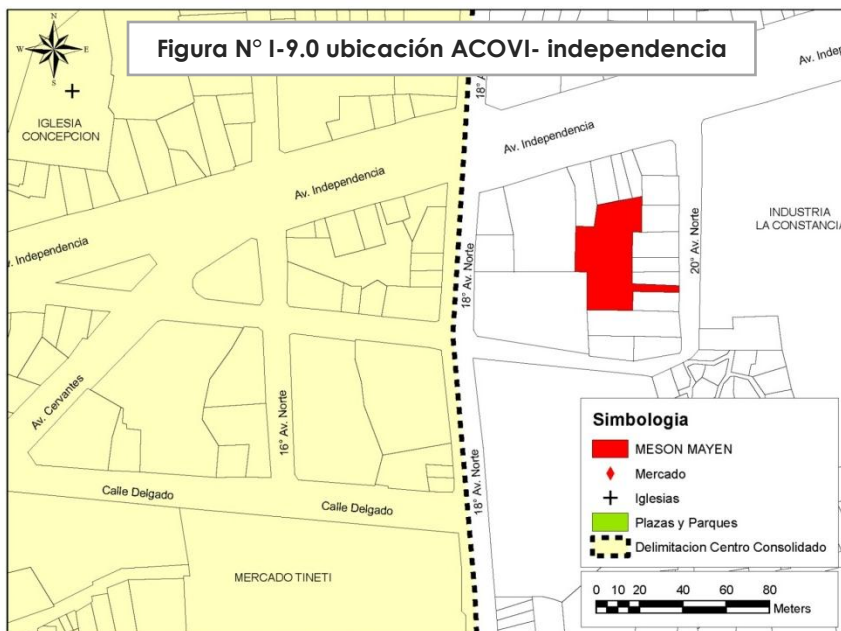 Figura N° I-9.0 ubicación ACOVI- independencia
N
W
E
S
IGLESIA
CONCEPCION
18° A
Av. Indep
Av. Independencia
Av. Independencia
v. Independencia
INDUSTRIA
LA CONSTANCIA
18° Av. Norte
20° Av. Norte
Av. Cervantes
16° Av. Norte
18° Av. Norte
Calle Delgado
Calle Delgado
MERCADO TINETI
Simbologia
MESON MAYEN
Mercado
Iglesias
Plazas y Parques
Delimitacion Centro Consolidado
0 10 20 40 60 80
Meters